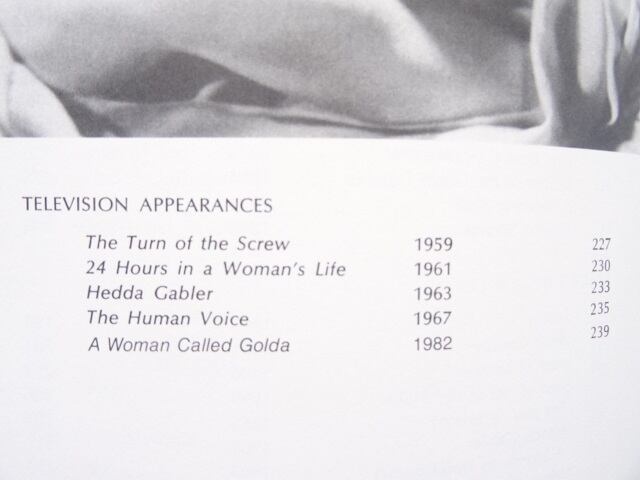 TELEVISION APPEARANCES
The Turn of the Screw 1959 227
24 Hours in a Woman's Life 1961 230
Hedda Gabler 1963 233
The Human Voice 1967 235
A Woman Called Golda 1982 239